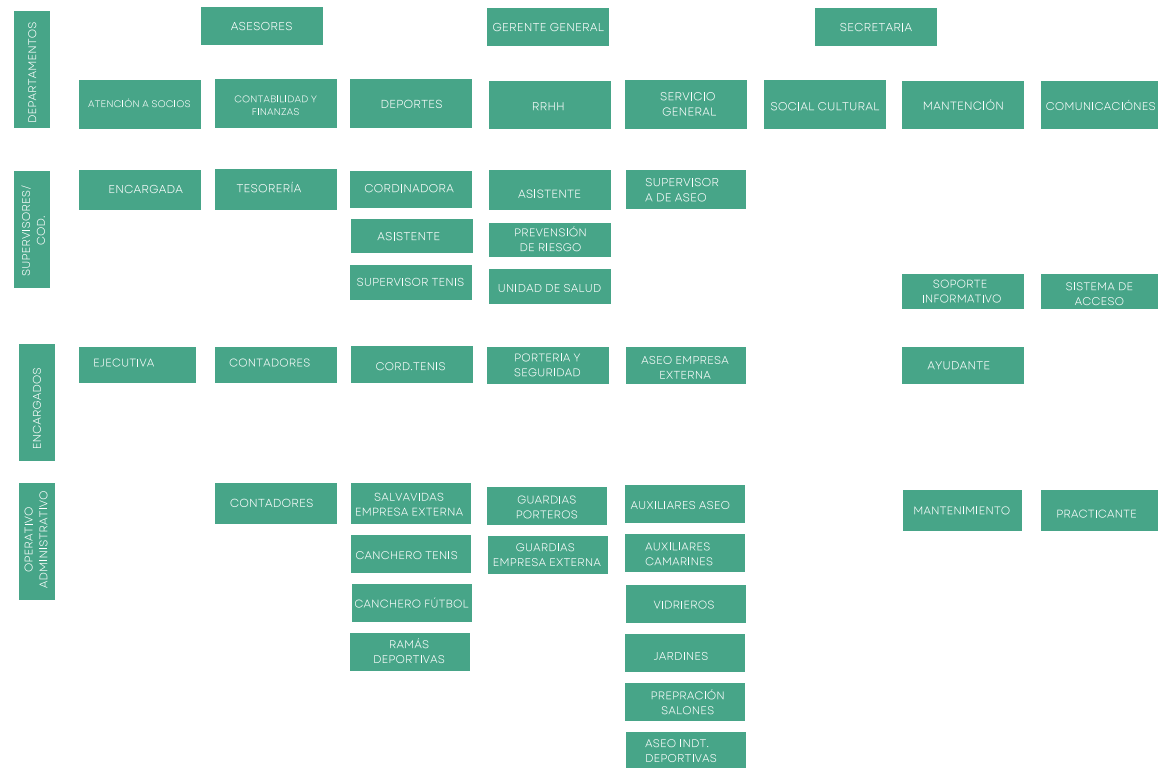 DEPARTAMENTOS
ASESORES
GERENTE GENERAL
SECRETARIA
ATENCIÓN A SOCIOS
CONTABILIDAD Y
FINANZAS
DEPORTES
RRHH
SERVICIO
GENERAL
SOCIAL CULTURAL
MANTENCIÓN
COMUNICACIÓNES
SUPERVISORES/
COD.
ENCARGADA
TESORERÍA
CORDINADORA
ASISTENTE
SUPERVISOR
A DE ASEO
ASISTENTE
PREVENSIÓN
DE RIESGO
SUPERVISOR TENIS
UNIDAD DE SALUD
SOPORTE
INFORMATIVO
SISTEMA DE
ACCESO
ENCARGADOS
EJECUTIVA
CONTADORES
CORD.TENIS
PORTERIA Y
SEGURIDAD
ASEO EMPRESA
EXTERNA
AYUDANTE
OPERATIVO
ADMINISTRATIVO
CONTADORES
SALVAVIDAS
EMPRESA EXTERNA
GUARDIAS
PORTEROS
AUXILIARES ASEO
MANTENIMIENTO
PRACTICANTE
CANCHERO TENIS
GUARDIAS
EMPRESA EXTERNA
AUXILIARES
CAMARINES
CANCHERO FÚTBOL
VIDRIEROS
RAMÁS
DEPORTIVAS
JARDINES
PREPRACIÓN
SALONES
ASEO INDT.
DEPORTIVAS